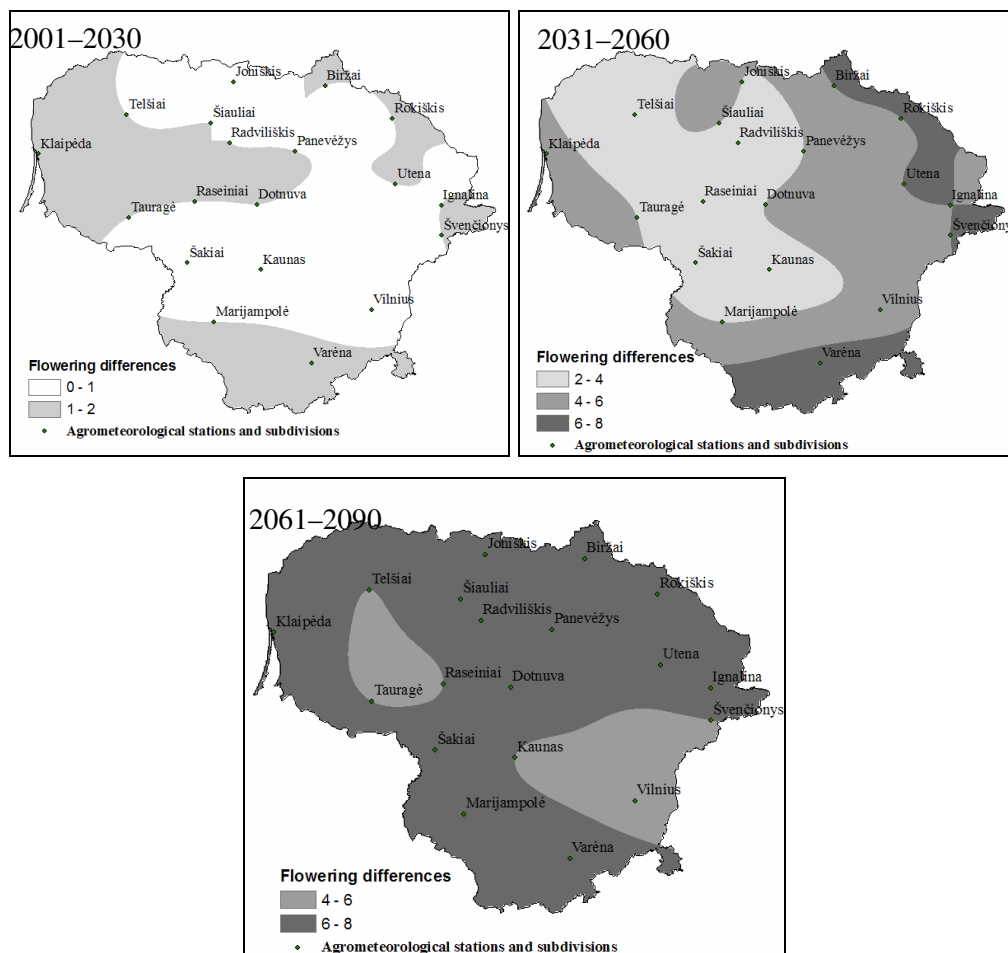 2001–2030
Joniškis
Biržai
Telšiai
Šiauliai
Rokiškis
Radviliškis
Klaipėda
Panevėžys
Utena
Raseiniai
Dotnuva
Ignalina
Tauragė
Švenčionys
Šakiai
Kaunas
Vilnius
Marijampolė
Varėna
Flowering differences
0 - 1
1 - 2
Agrometeorological stations and subdivisions
2031–2060
Joniškis
Biržai
Telšiai
Šiauliai
Rokiškis
Radviliškis
Klaipėda
Panevėžys
Utena
Raseiniai
Dotnuva
Ignalina
Tauragė
Švenčionys
Šakiai
Kaunas
Vilnius
Marijampolė
Varėna
Flowering differences
2 - 4
4 - 6
6 - 8
Agrometeorological stations and subdivisions
2061–2090
Joniškis
Biržai
Telšiai
Šiauliai
Rokiškis
Radviliškis
Klaipėda
Panevėžys
Utena
Raseiniai
Dotnuva
Ignalina
Tauragė
Švenčionys
Šakiai
Kaunas
Vilnius
Marijampolė
Varėna
Flowering differences
4 - 6
6 - 8
Agrometeorological stations and subdivisions